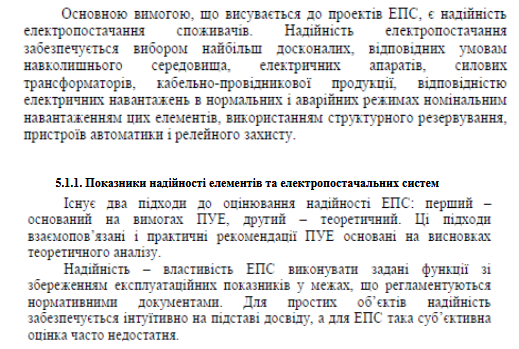 Основною вимогою, що висувається до проектів ЕПС, є надійність
електропостачання споживачів. Надійність електропостачання
забезпечується вибором найбільш досконалих, відповідних умовам
навколишнього середовища, електричних апаратів, силових
трансформаторів, кабельно-провідникової продукції, відповідністю
електричних навантажень в нормальних і аварійних режимах номінальним
навантаженням цих елементів, використанням структурного резервування,
пристроїв автоматики і релейного захисту.
5.1.1. Показники надійності елементів та електропостачальних систем
Існує два підходи до оцінювання надійності ЕПС: перший –
оснований на вимогах ПУЕ, другий – теоретичний. Ці підходи
взаємопов’язані і практичні рекомендації ПУЕ основані на висновках
теоретичного аналізу.
Надійність – властивість ЕПС виконувати задані функції зі
збереженням експлуатаційних показників у межах, що регламентуються
нормативними документами. Для простих об’єктів надійність
забезпечується інтуїтивно на підставі досвіду, а для ЕПС така суб’єктивна
оцінка часто недостатня.